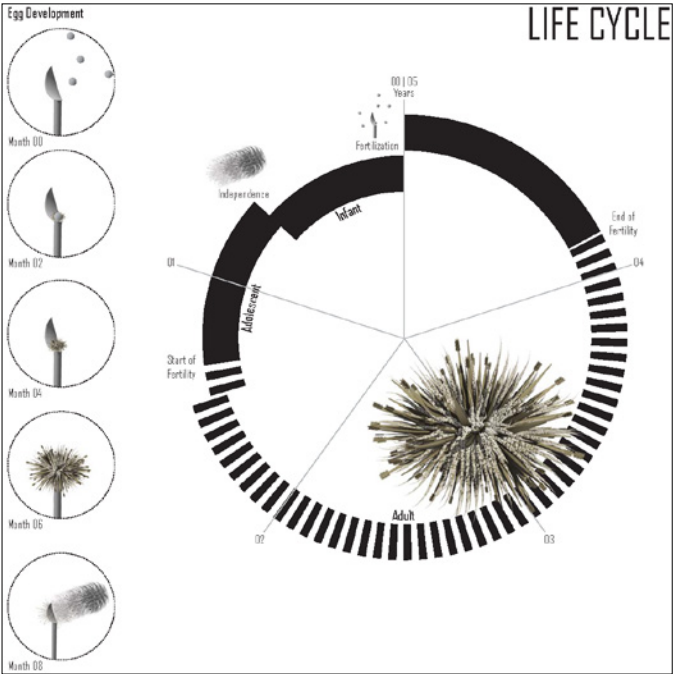 Egg Development
LIFE CYCLE
Month 00
Month 02
Month 04
Month 06
Month 08
00 | 05
Years
Fertilization
Independence
Infant
01
Adolescent
Start of
Fertility
02
Adult
03
04
End of
Fertility